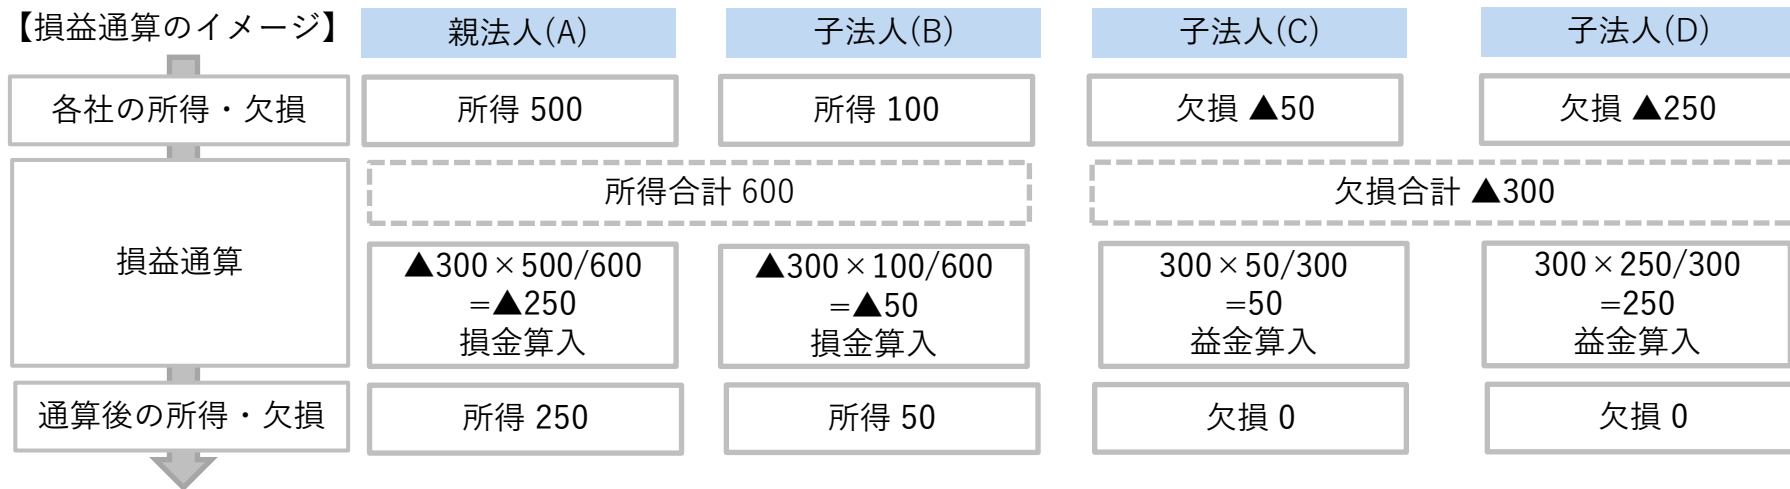 【損益通算のイメージ】
親法人(A)
子法人(B)
子法人(C)
子法人(D)
各社の所得・欠損
所得 500
所得 100
欠損 ▲50
欠損 ▲250
損益通算
所得合計 600
欠損合計 ▲300
▲300×500/600
=▲250
損金算入
▲300×100/600
=▲50
損金算入
300×50/300
=50
益金算入
300×250/300
=250
益金算入
通算後の所得・欠損
所得 250
所得 50
欠損 0
欠損 0